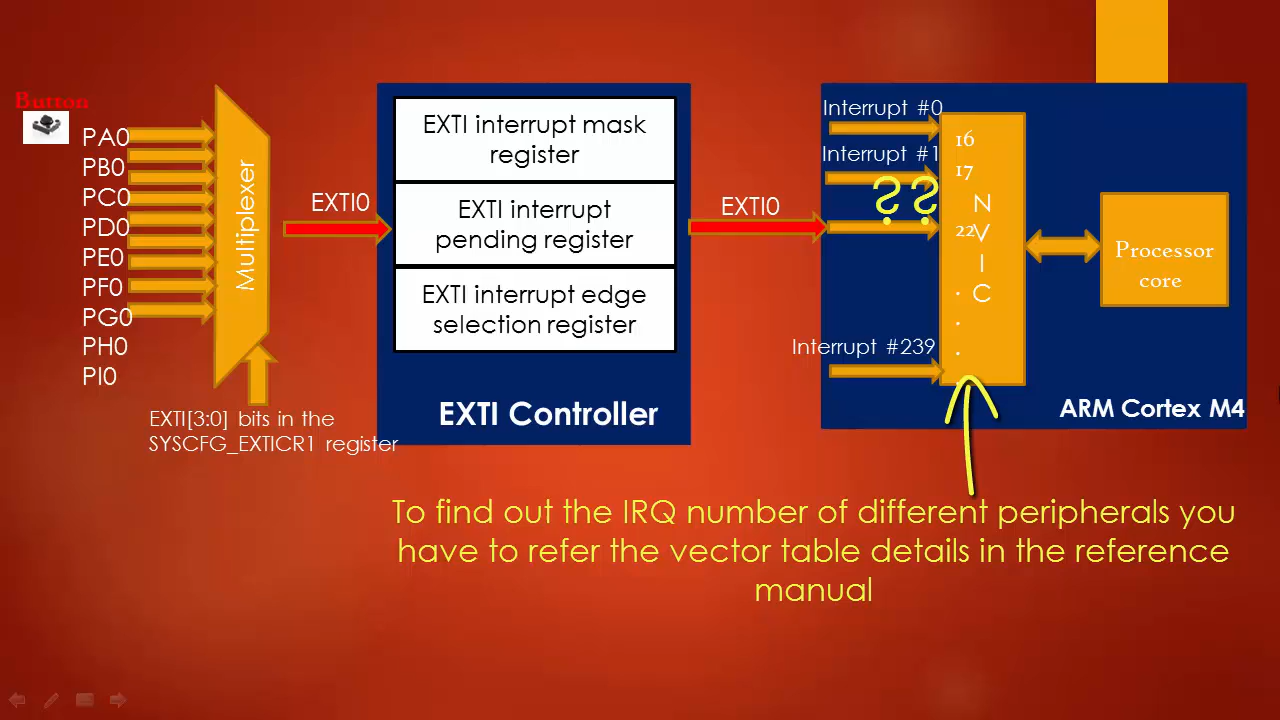 Button
PA0
PB0
PC0
PD0
PE0
PF0
PG0
PH0
PI0
Multiplexer
EXTI[3:0] bits in the
SYSCFG_EXTICR1 register
EXTI0
EXTI interrupt mask
register
EXTI interrupt
pending register
EXTI interrupt edge
selection register
EXTI Controller
EXTI0
Interrupt #0
Interrupt #1
??
Interrupt #239
16
17
22
.
.
.
N
V
I
C
Processor
core
ARM Cortex M4
To find out the IRQ number of different peripherals you
have to refer the vector table details in the reference
manual